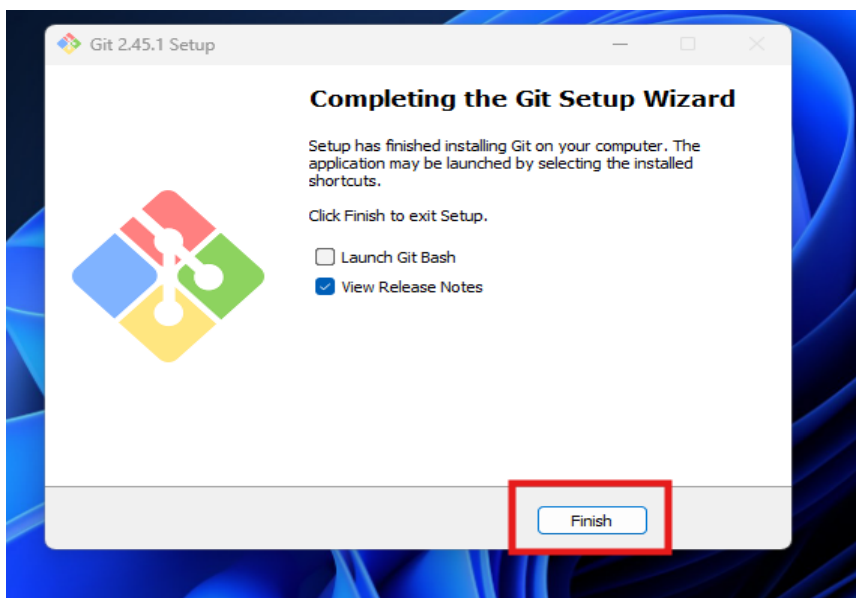 Git 2.45.1 Setup
Completing the Git Setup Wizard
Setup has finished installing Git on your computer. The
application may be launched by selecting the installed
shortcuts.
Click Finish to exit Setup.
Launch Git Bash
View Release Notes
Finish